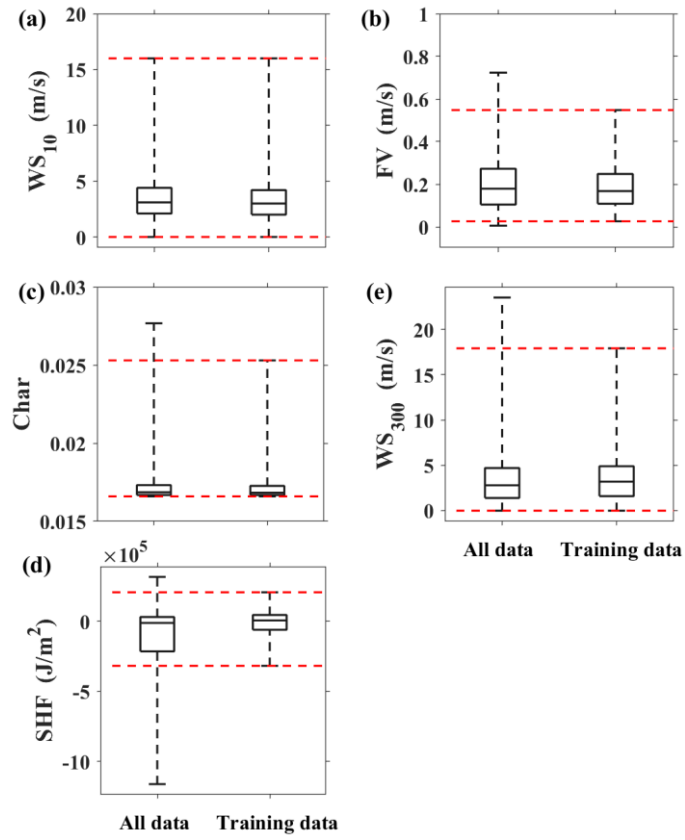 (a)
WS10 (m/s)
20
15
10
5
0
(b)
FV (m/s)
1
0.8
0.6
0.4
0.2
0
(c)
Char
0.03
0.025
0.02
0.015
(e)
WS300 (m/s)
20
15
10
5
0
All data Training data
(d)
×10^5
SHF (J/m^2)
0
-5
-10
All data Training data